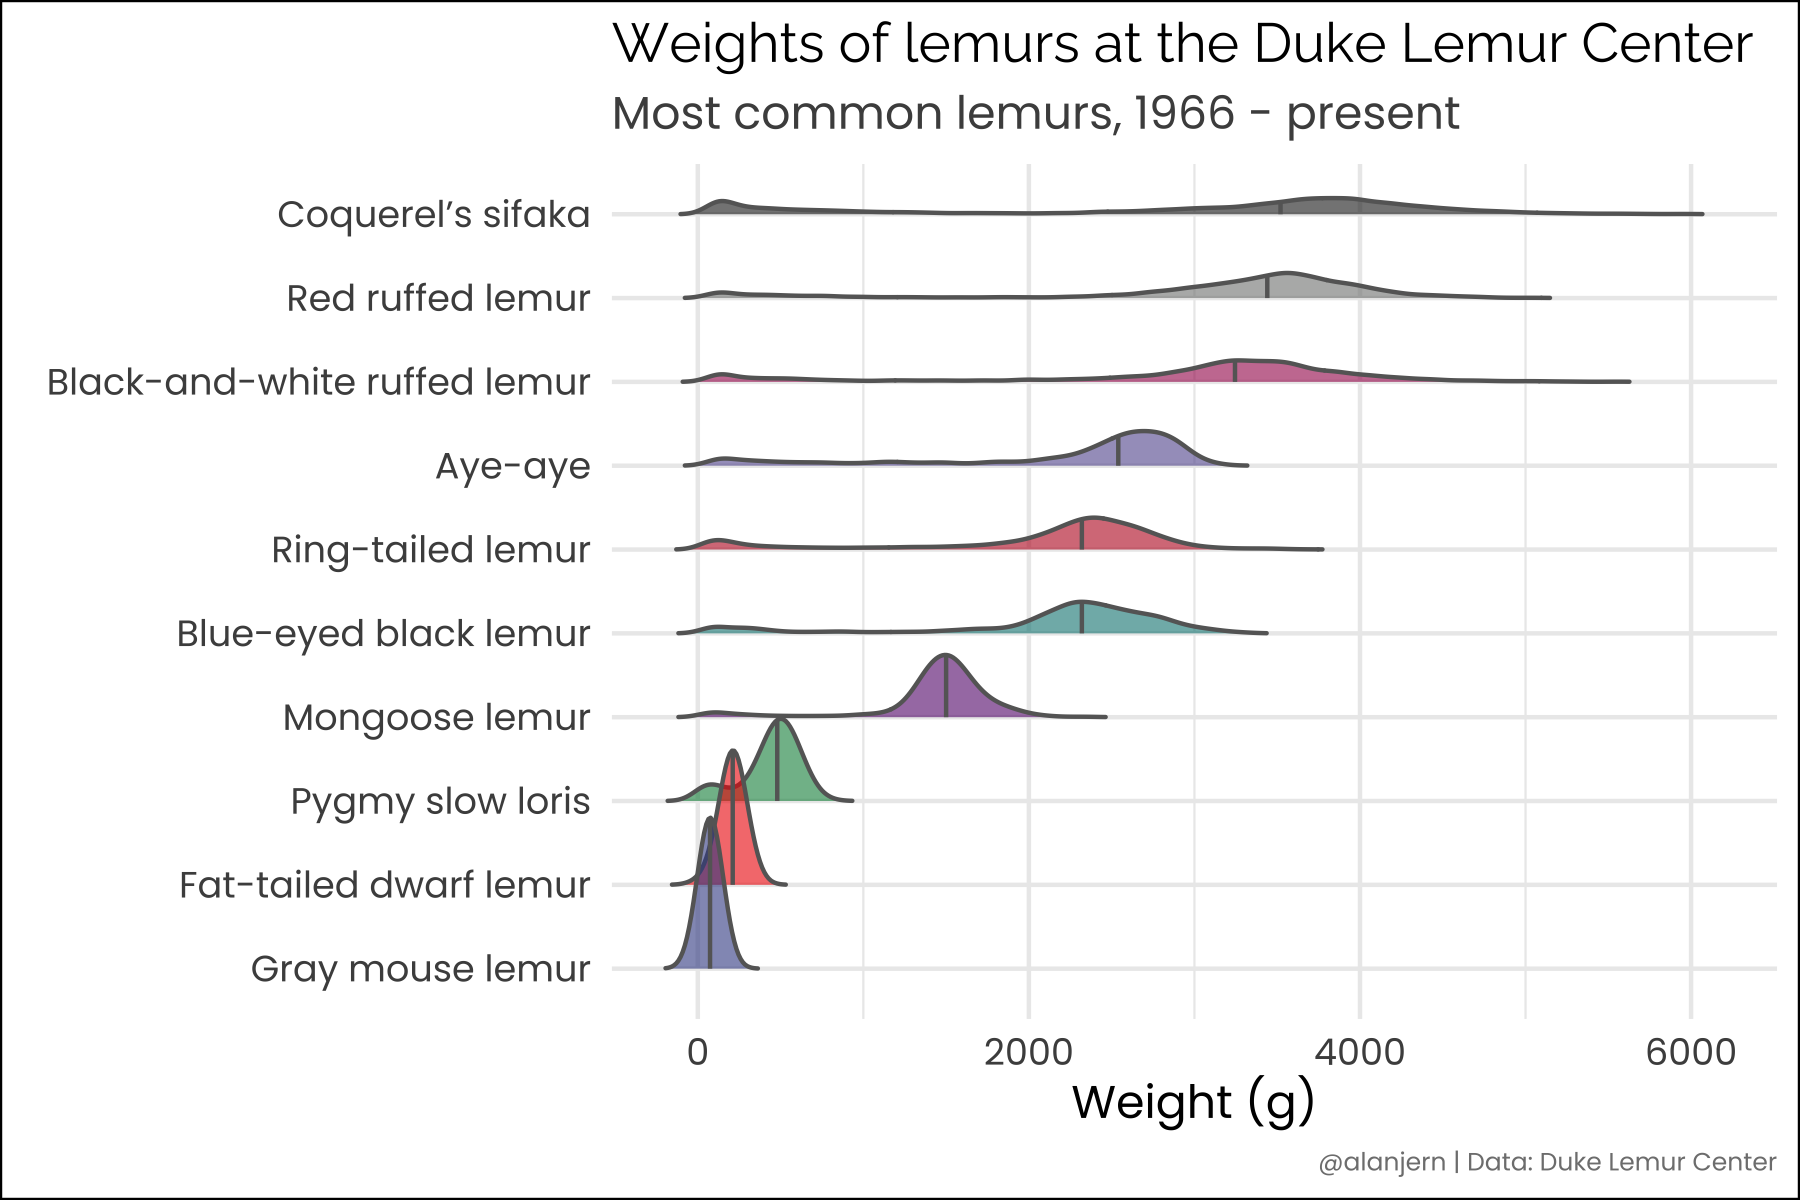 Weights of lemurs at the Duke Lemur Center
Most common lemurs, 1966 - present
Coquerel’s sifaka
Red ruffed lemur
Black-and-white ruffed lemur
Aye-aye
Ring-tailed lemur
Blue-eyed black lemur
Mongoose lemur
Pygmy slow loris
Fat-tailed dwarf lemur
Gray mouse lemur
0 2000 4000 6000
Weight (g)
@alanjern | Data: Duke Lemur Center